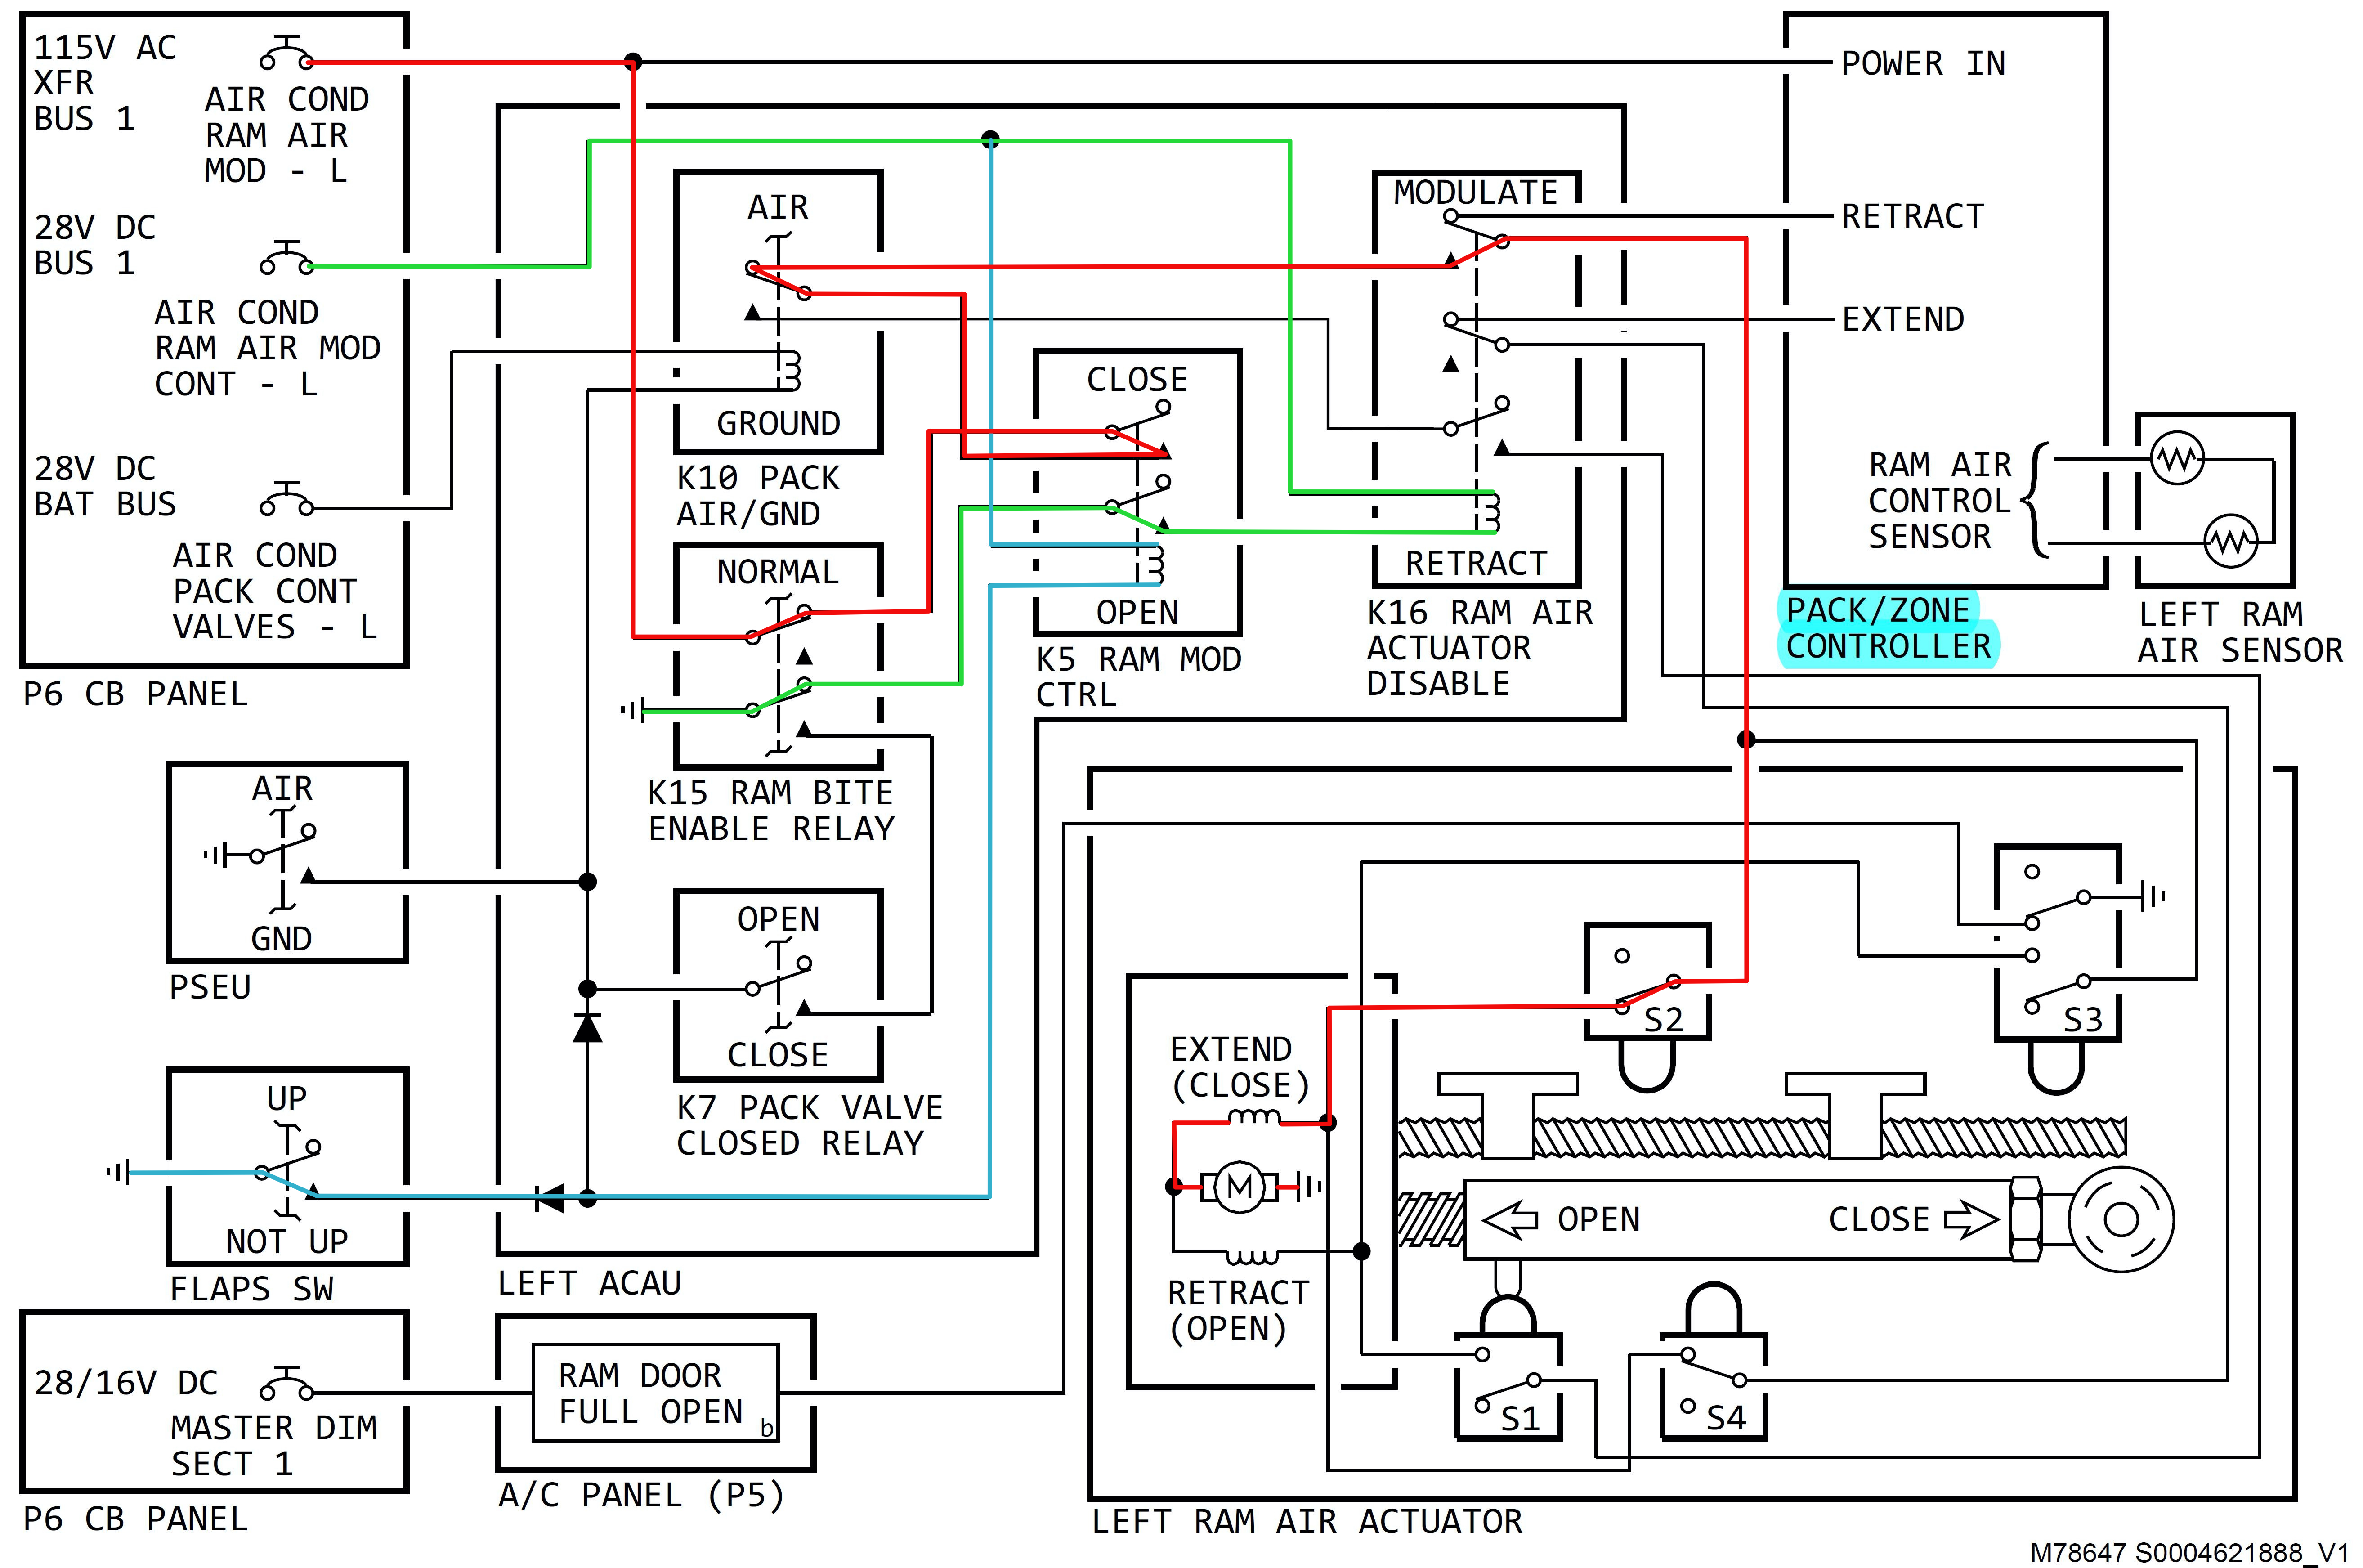 115V AC
XFR
BUS 1
AIR COND
RAM AIR
MOD - L
28V DC
BUS 1
AIR COND
RAM AIR MOD
CONT - L
28V DC
BAT BUS
AIR COND
PACK CONT
VALVES - L
P6 CB PANEL
AIR
GND
PSEU
UP
NOT UP
FLAPS SW
28/16V DC
MASTER DIM
SECT 1
P6 CB PANEL
AIR
GROUND
K10 PACK
AIR/GND
NORMAL
K15 RAM BITE
ENABLE RELAY
OPEN
CLOSE
K7 PACK VALVE
CLOSED RELAY
LEFT ACAU
RAM DOOR
FULL OPEN
b
A/C PANEL (P5)
CLOSE
OPEN
K5 RAM MOD
CTRL
MODULATE
RETRACT
K16 RAM AIR
ACTUATOR
DISABLE
POWER IN
RETRACT
EXTEND
RAM AIR
CONTROL
SENSOR
PACK/ZONE
CONTROLLER
LEFT RAM
AIR SENSOR
EXTEND
(CLOSE)
M
RETRACT
(OPEN)
S2
S3
OPEN
CLOSE
S1
S4
LEFT RAM AIR ACTUATOR
M78647 S0004621888_V1